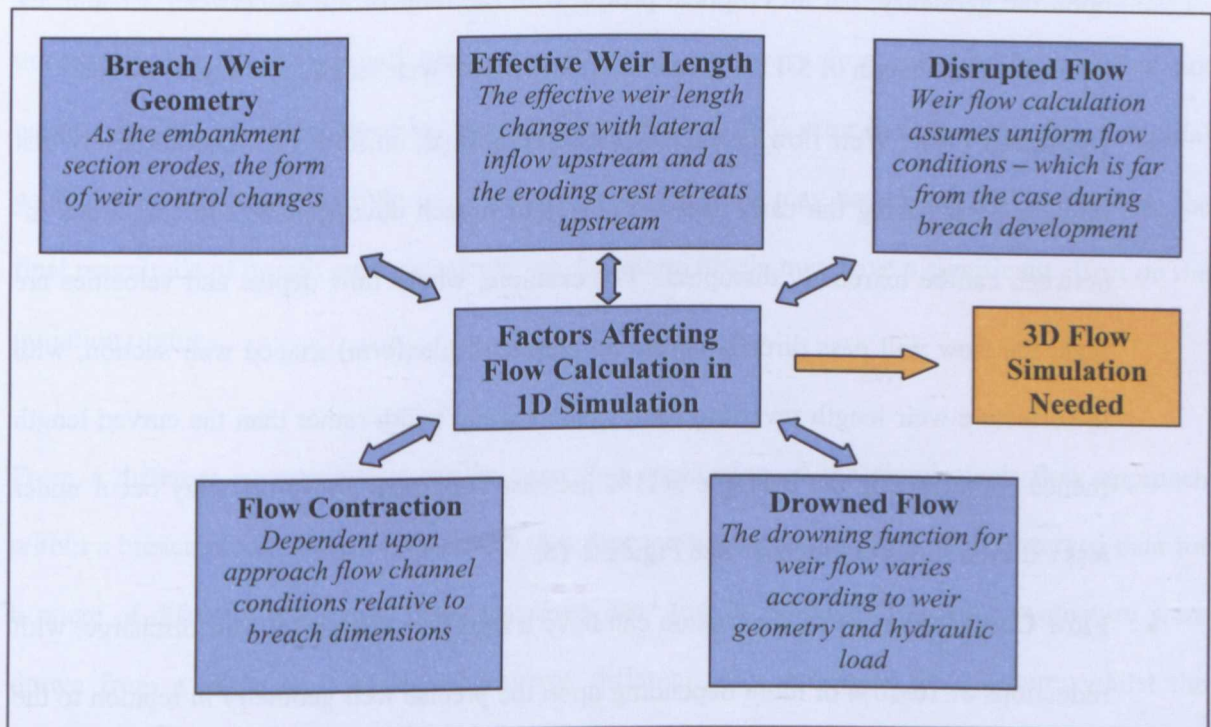 Breach / Weir
Geometry
As the embankment
section erodes, the form
of weir control changes
Effective Weir Length
The effective weir length
changes with lateral
inflow upstream and as
the eroding crest retreats
upstream
Disrupted Flow
Weir flow calculation
assumes uniform flow
conditions – which is far
from the case during
breach development
Factors Affecting
Flow Calculation in
1D Simulation
3D Flow
Simulation
Needed
Flow Contraction
Dependent upon
approach flow channel
conditions relative to
breach dimensions
Drowned Flow
The drowning function for
weir flow varies
according to weir
geometry and hydraulic
load